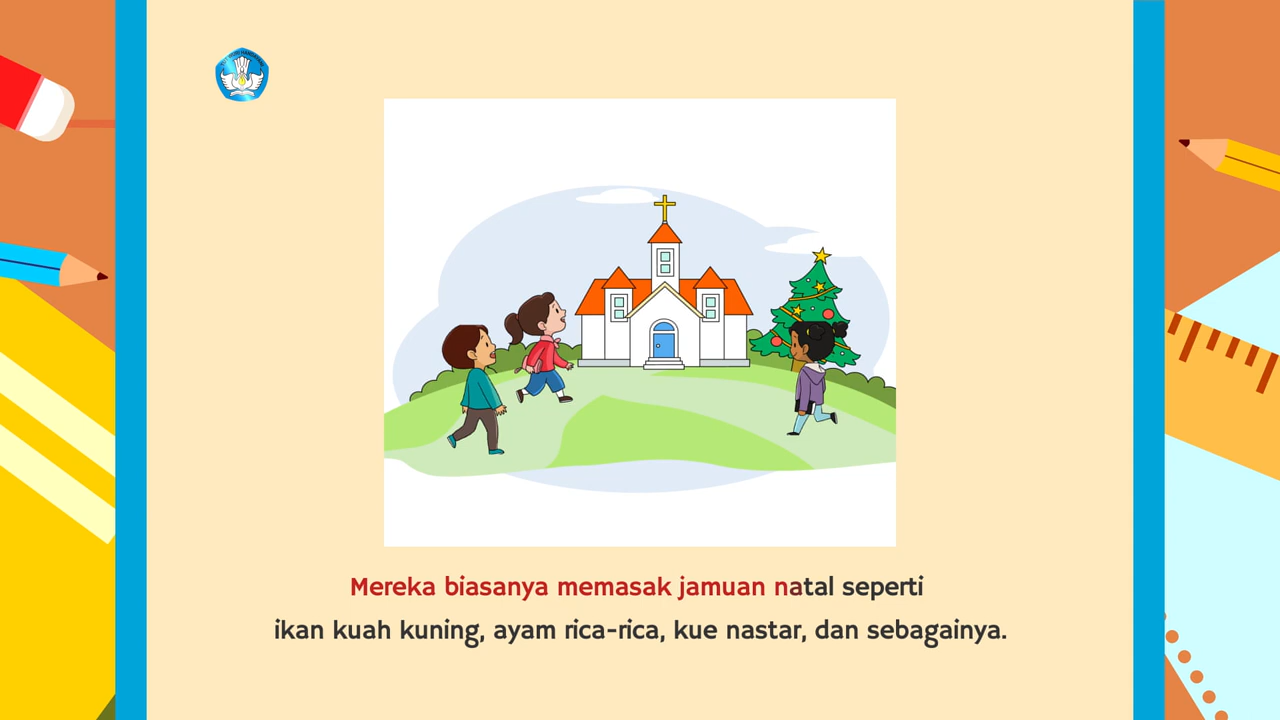 Mereka biasanya memasak jamuan natal seperti
ikan kuah kuning, ayam rica-rica, kue nastar, dan sebagainya.